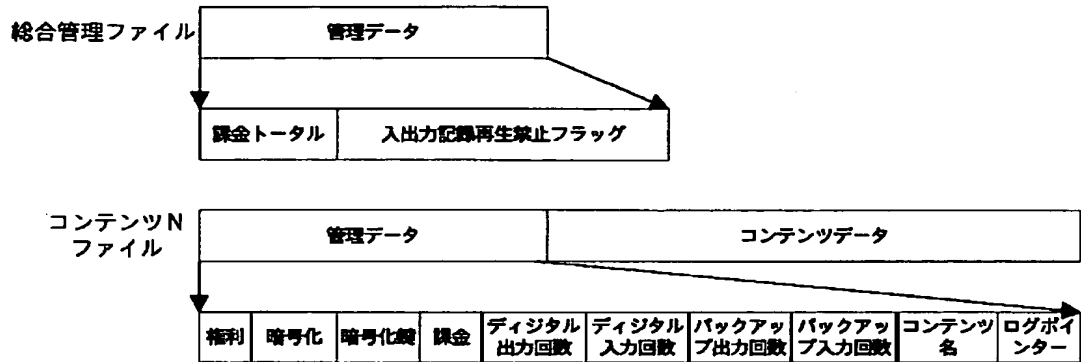 総合管理ファイル
管理データ
課金トータル
入出力記録再生禁止フラッグ
コンテンツN
ファイル
管理データ
コンテンツデータ
権利
暗号化
暗号化鍵
課金
ディジタル
出力回数
ディジタル
入力回数
バックアッ
プ出力回数
バックアッ
プ入力回数
コンテンツ
名
ログポイ
ンター